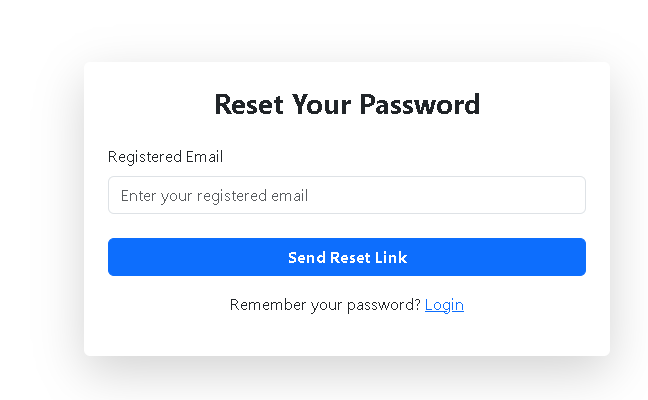 Reset Your Password
Registered Email
Enter your registered email
Send Reset Link
Remember your password? Login